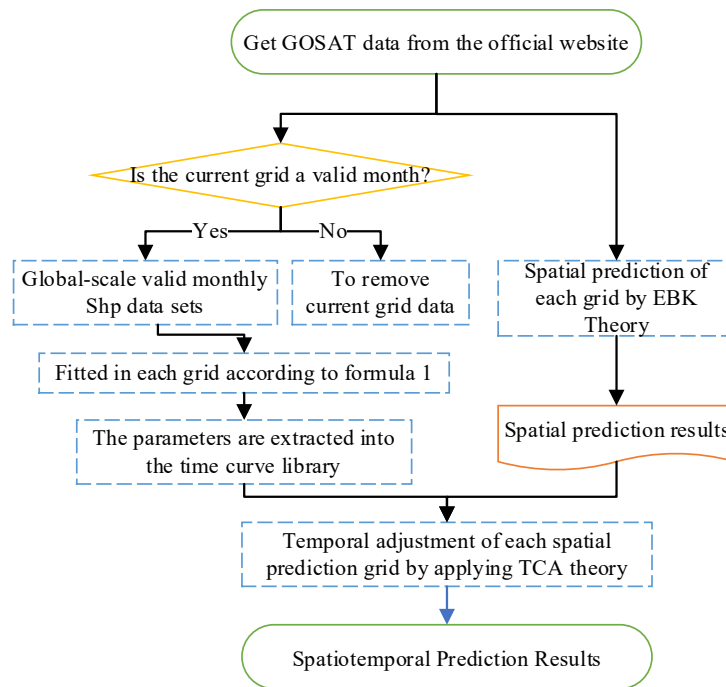 Get GOSAT data from the official website
Is the current grid a valid month?
Yes
No
Global-scale valid monthly
Shp data sets
To remove
current grid data
Spatial prediction of
each grid by EBK
Theory
Fitted in each grid according to formula 1
The parameters are extracted into
the time curve library
Spatial prediction results
Temporal adjustment of each spatial
prediction grid by applying TCA theory
Spatiotemporal Prediction Results